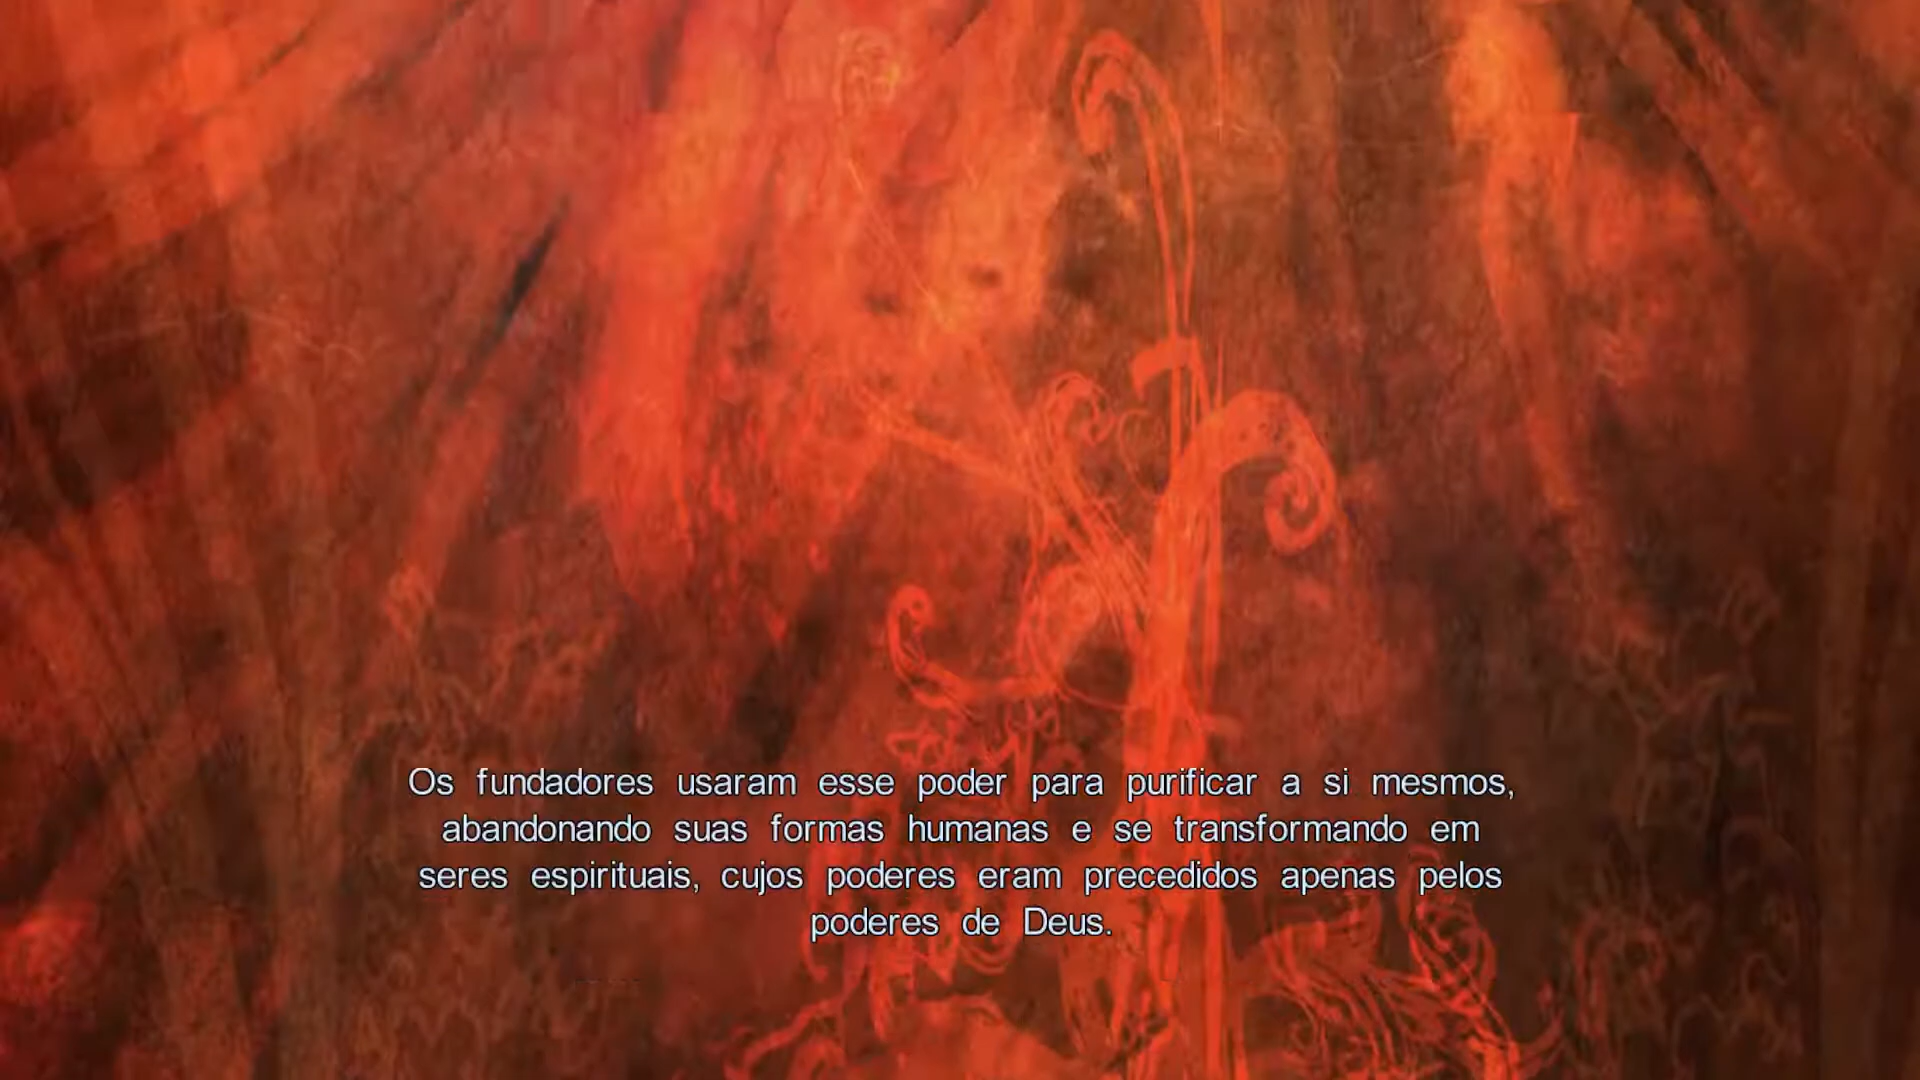 Os fundadores usaram esse poder para purificar a si mesmos,
abandonando suas formas humanas e se transformando em
seres espirituais, cujos poderes eram precedidos apenas pelos
poderes de Deus.